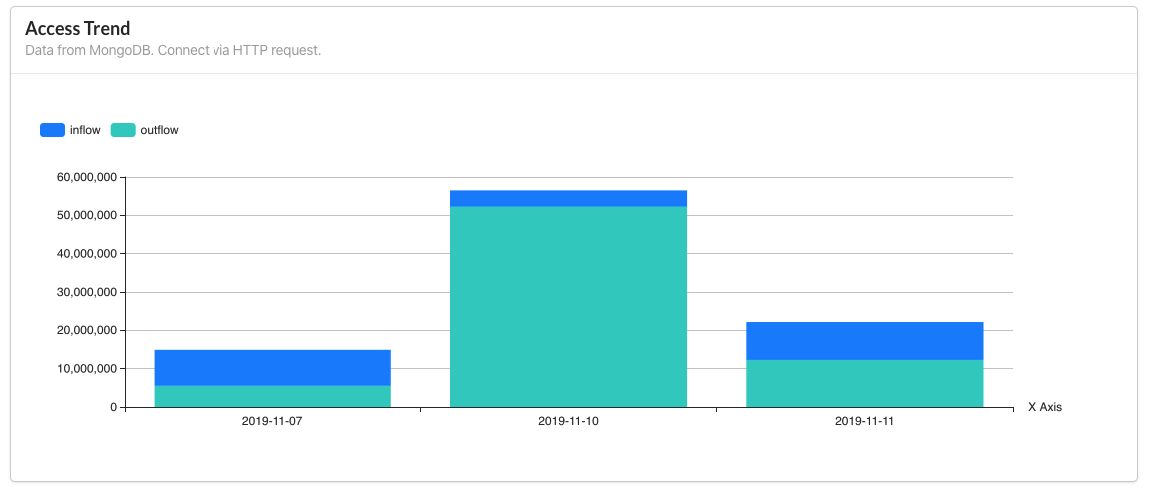 Access Trend
Data from MongoDB. Connect via HTTP request.
inflow outflow
60,000,000
50,000,000
40,000,000
30,000,000
20,000,000
10,000,000
0
X Axis
2019-11-07 2019-11-10 2019-11-11